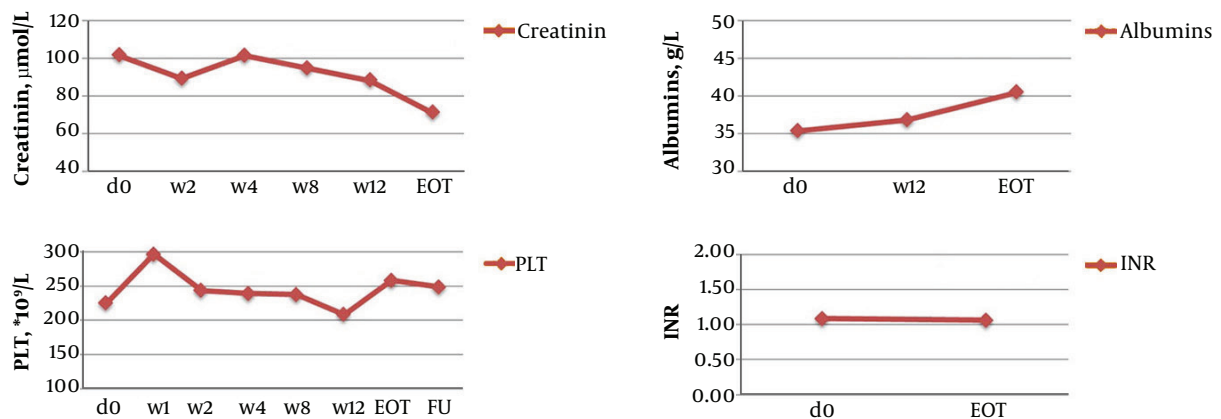 Creatinin, μmol/L
120
100
80
60
40
d0 w2 w4 w8 w12 EOT
Creatinin
Albumins, g/L
50
45
40
35
30
d0 w12 EOT
Albumins
PLT, *10⁹/L
300
250
200
150
100
d0 w1 w2 w4 w8 w12 EOT FU
PLT
INR
2.00
1.50
1.00
0.50
0.00
d0 EOT
INR